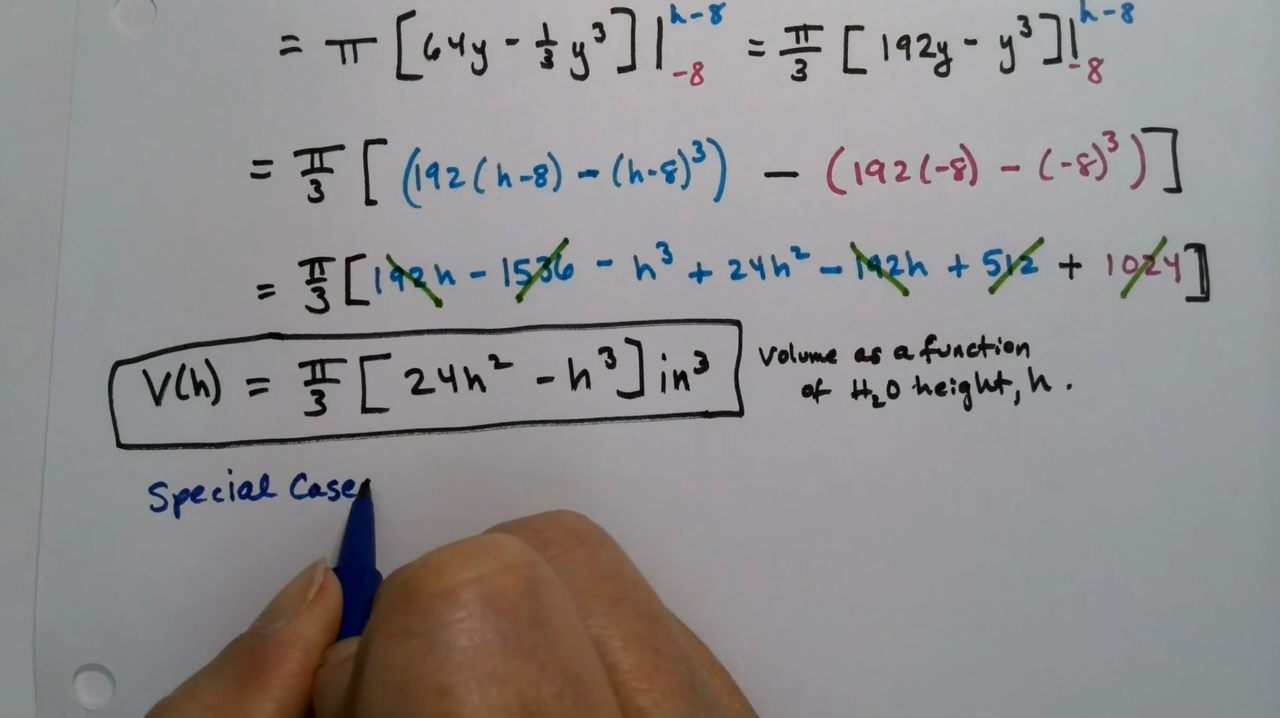 = π [64y - 1/3 y³] |₋₈ʰ⁻⁸ = π/3 [192y - y³] |₋₈ʰ⁻⁸
= π/3 [(192(h-8) - (h-8)³) - (192(-8) - (-8)³)]
= π/3 [192h - 1536 - h³ + 24h² - 192h + 512 + 1024]
V(h) = π/3 [24h² - h³] in³
Volume as a function
of H₂O height, h.
Special Case